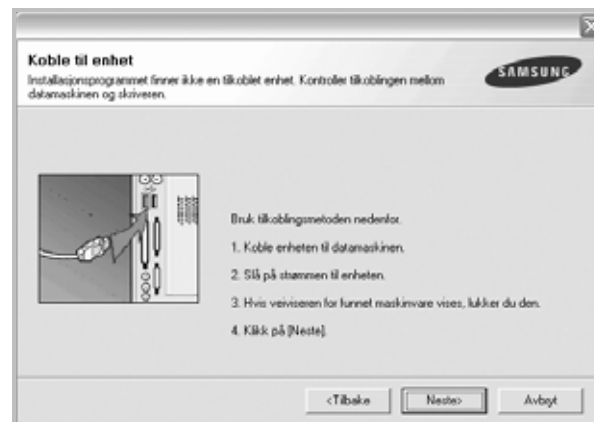 Koble til enhet
Installasjonsprogrammet finner ikke en tilkoblet enhet. Kontroller tilkoblingen mellom
datamaskinen og skriveren.
SAMSUNG
Bruk tilkoblingsmetoden nedenfor.
1. Koble enheten til datamaskinen.
2. Slå på strømmen til enheten.
3. Hvis veiviseren for funnet maskinvare vises, lukker du den.
4. Klikk på [Neste].
<Tilbake Neste> Avbryt